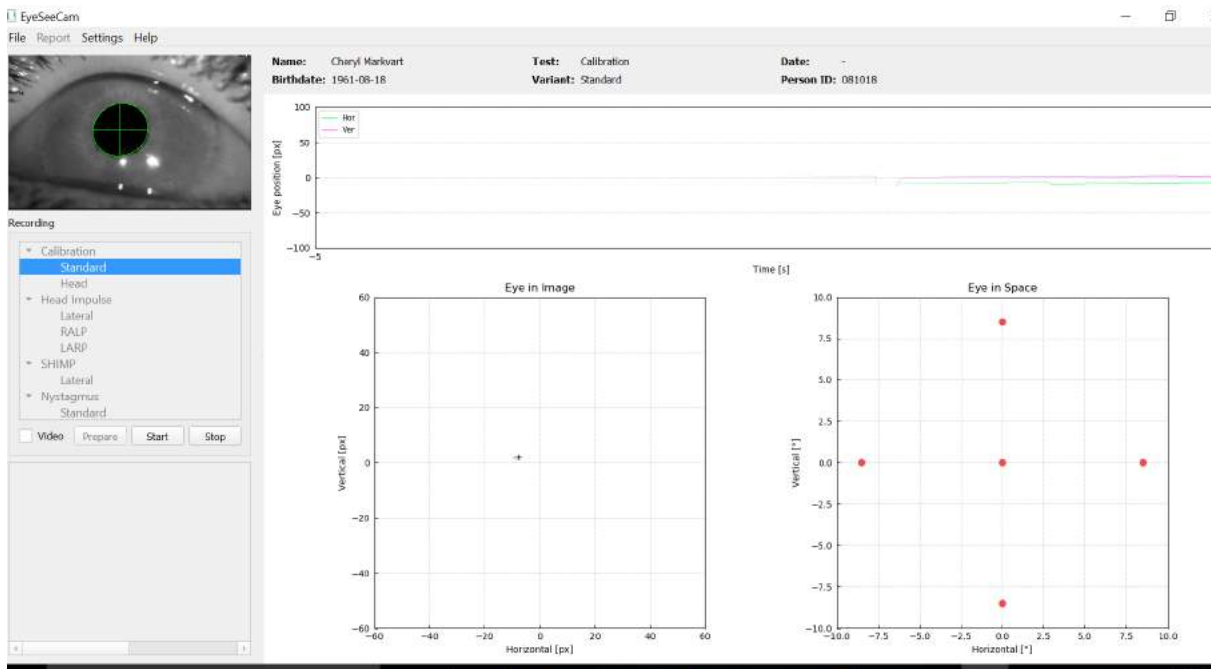 EyeSeeCam
File Report Settings Help
Name: Cheryl Markvart Test: Calibration Date: -
Birthdate: 1961-08-18 Variant: Standard Person ID: 081018
Recording
Calibration
Standard
Head
Head Impulse
Lateral
RALP
LARP
SHIMP
Lateral
Nystagmus
Standard
Video Prepare Start Stop
100
50
0
−50
−100
−5
Eye position [px]
Hor
Ver
Time [s]
Eye in Image
60
40
20
0
−20
−40
−60
Vertical [px]
−60 −40 −20 0 20 40 60
Horizontal [px]
Eye in Space
10.0
7.5
5.0
2.5
0.0
−2.5
−5.0
−7.5
−10.0
Vertical [°]
−10.0 −7.5 −5.0 −2.5 0.0 2.5 5.0 7.5 10.0
Horizontal [°]